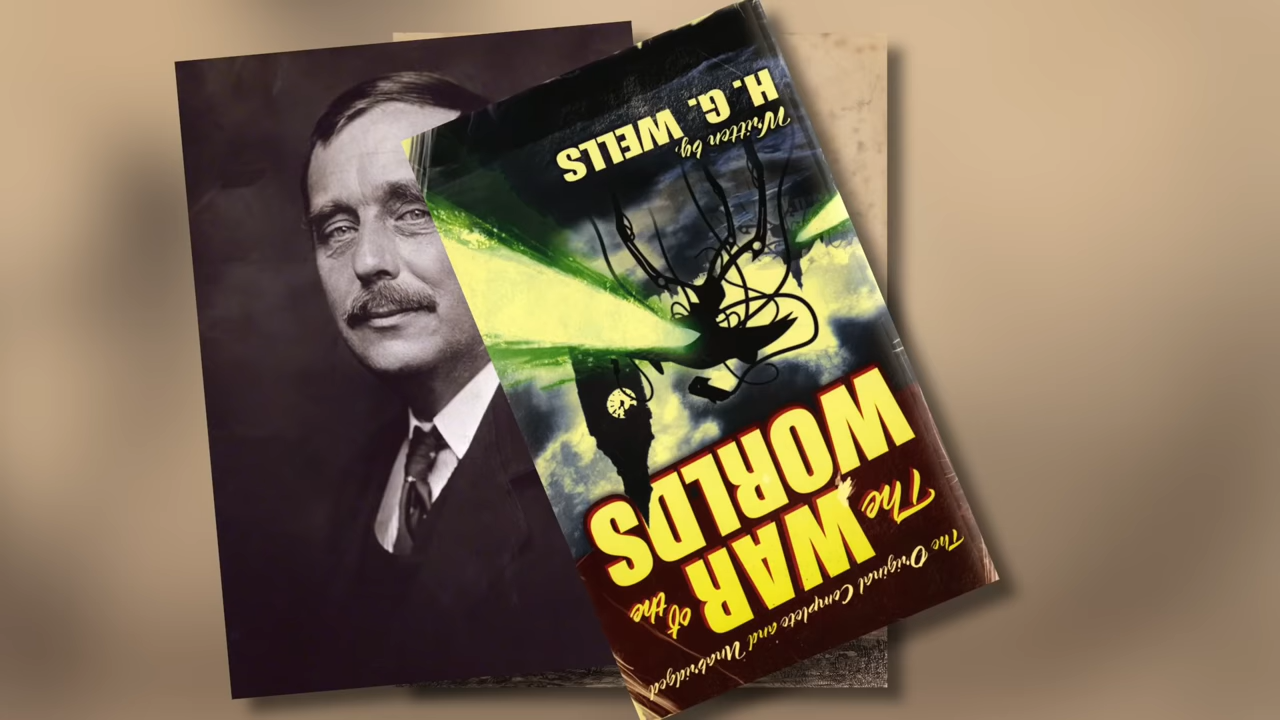 The Original Complete and Unabridged
The WAR
of the
WORLDS
Written by,
H. G. WELLS